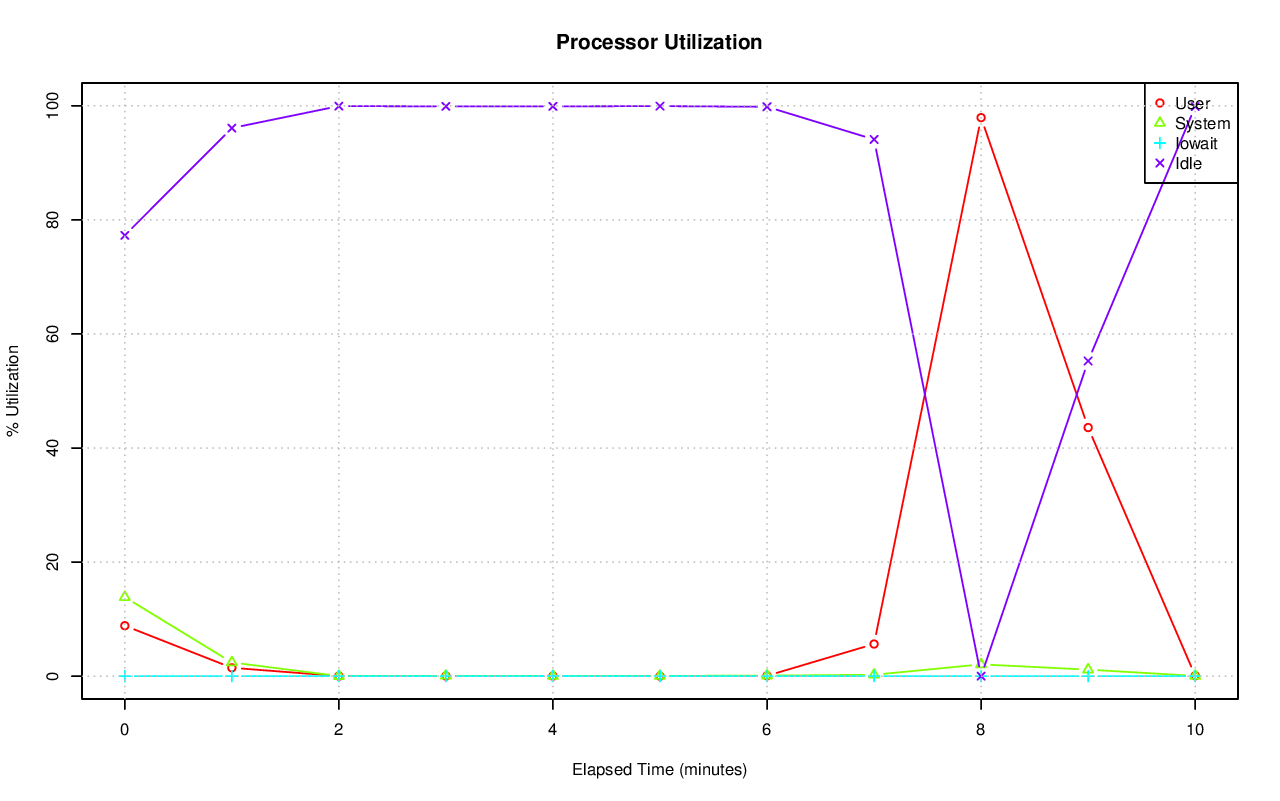 Processor Utilization
% Utilization
100
80
60
40
20
0
User
System
Iowait
Idle
0 2 4 6 8 10
Elapsed Time (minutes)